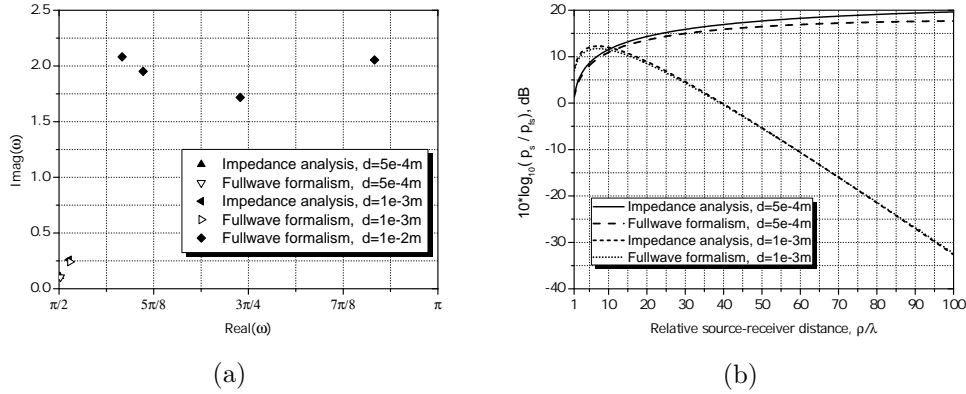 2.5
2.0
1.5
1.0
0.5
0.0
Imag(ω)
Impedance analysis, d=5e-4m
Fullwave formalism, d=5e-4m
Impedance analysis, d=1e-3m
Fullwave formalism, d=1e-3m
Fullwave formalism, d=1e-2m
π/2
5π/8
3π/4
7π/8
π
Real(ω)
(a)
20
10
0
-10
-20
-30
-40
10*log10( ps / pfs), dB
Impedance analysis, d=5e-4m
Fullwave formalism, d=5e-4m
Impedance analysis, d=1e-3m
Fullwave formalism, d=1e-3m
1 10 20 30 40 50 60 70 80 90 100
Relative source-receiver distance, ρ/λ
(b)